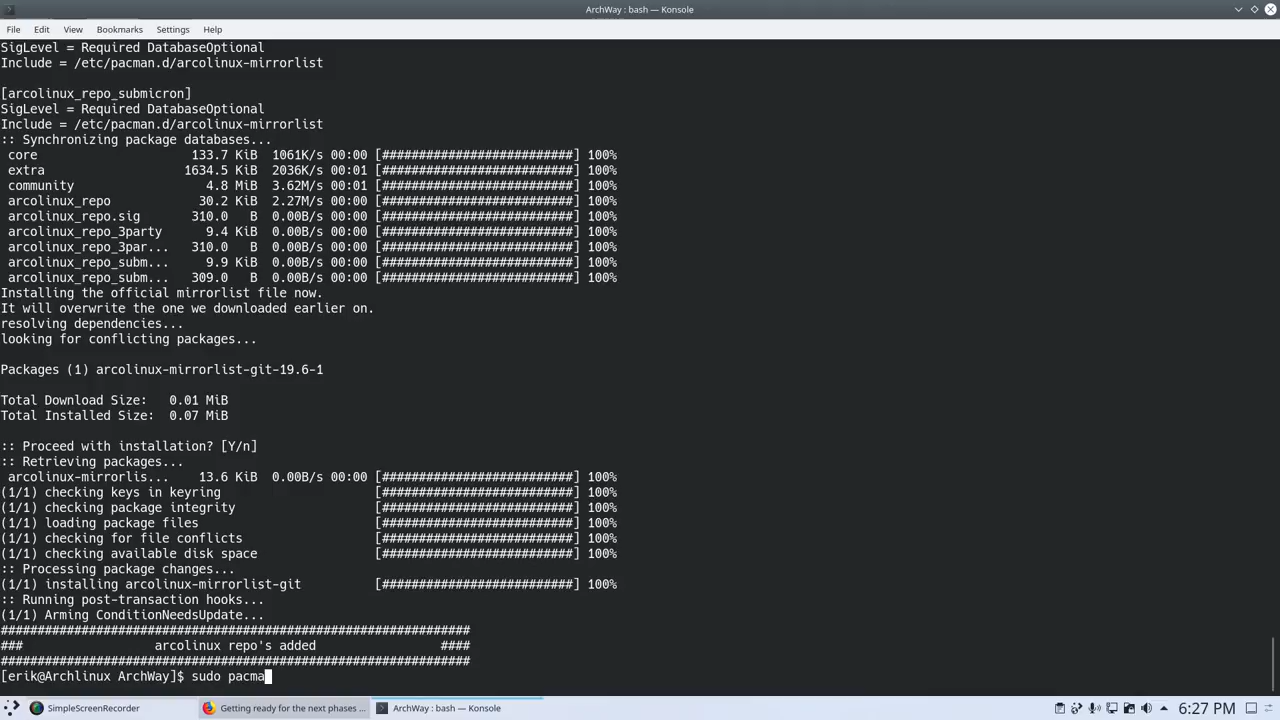 ArchWay : bash — Konsole
File Edit View Bookmarks Settings Help
SigLevel = Required DatabaseOptional
Include = /etc/pacman.d/arcolinux-mirrorlist
[arcolinux_repo_submicron]
SigLevel = Required DatabaseOptional
Include = /etc/pacman.d/arcolinux-mirrorlist
:: Synchronizing package databases...
core 133.7 KiB 1061K/s 00:00 [##########################] 100%
extra 1634.5 KiB 2036K/s 00:01 [##########################] 100%
community 4.8 MiB 3.62M/s 00:01 [##########################] 100%
arcolinux_repo 30.2 KiB 2.27M/s 00:00 [##########################] 100%
arcolinux_repo.sig 310.0 B 0.00B/s 00:00 [##########################] 100%
arcolinux_repo_3party 9.4 KiB 0.00B/s 00:00 [##########################] 100%
arcolinux_repo_3par... 310.0 B 0.00B/s 00:00 [##########################] 100%
arcolinux_repo_subm... 9.9 KiB 0.00B/s 00:00 [##########################] 100%
arcolinux_repo_subm... 309.0 B 0.00B/s 00:00 [##########################] 100%
Installing the official mirrorlist file now.
It will overwrite the one we downloaded earlier on.
resolving dependencies...
looking for conflicting packages...
Packages (1) arcolinux-mirrorlist-git-19.6-1
Total Download Size: 0.01 MiB
Total Installed Size: 0.07 MiB
:: Proceed with installation? [Y/n]
:: Retrieving packages...
arcolinux-mirrorlis... 13.6 KiB 0.00B/s 00:00 [##########################] 100%
(1/1) checking keys in keyring [##########################] 100%
(1/1) checking package integrity [##########################] 100%
(1/1) loading package files [##########################] 100%
(1/1) checking for file conflicts [##########################] 100%
(1/1) checking available disk space [##########################] 100%
:: Processing package changes...
(1/1) installing arcolinux-mirrorlist-git [##########################] 100%
:: Running post-transaction hooks...
(1/1) Arming ConditionNeedsUpdate...
################################################################
### arcolinux repo's added ####
################################################################
[erik@Archlinux ArchWay]$ sudo pacma
SimpleScreenRecorder Getting ready for the next phases ... ArchWay : bash — Konsole 6:27 PM